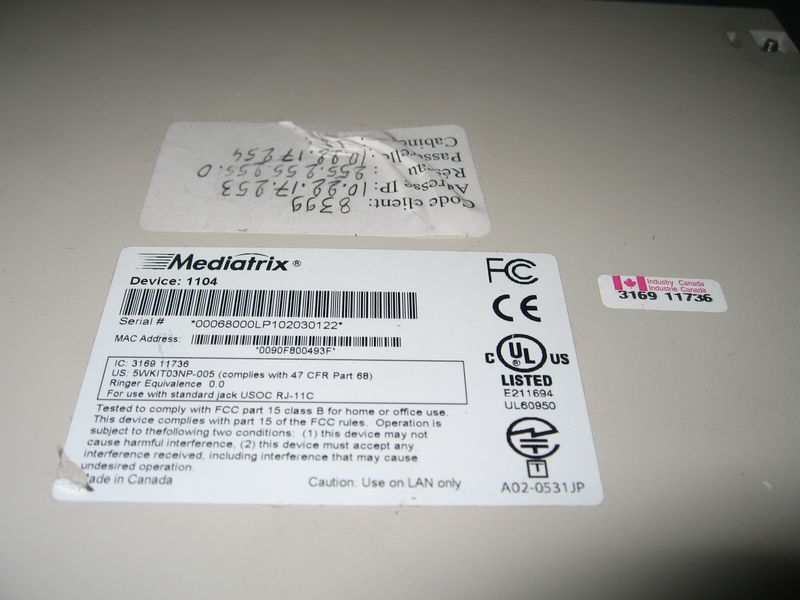 Code client: 8399
Adresse IP: 10.22.17.253
Réseau : 255.255.255.0
Passerelle: 10.22.17.254
Cabine
Mediatrix ®
Device: 1104
Serial # *00068000LP102030122*
MAC Address: *0090F800493F*
IC: 3169 11736
US: 5WKIT03NP-005 (complies with 47 CFR Part 68)
Ringer Equivalence 0.0
For use with standard jack USOC RJ-11C
Tested to comply with FCC part 15 class B for home or office use.
This device complies with part 15 of the FCC rules. Operation is
subject to thefollowing two conditions: (1) this device may not
cause harmful interference, (2) this device must accept any
interference received, including interference that may cause
undesired operation.
Made in Canada
Caution: Use on LAN only
FC
CE
C UL US
®
LISTED
E211694
UL60950
T
A02-0531JP
Industry Canada
Industrie Canada
3169 11736